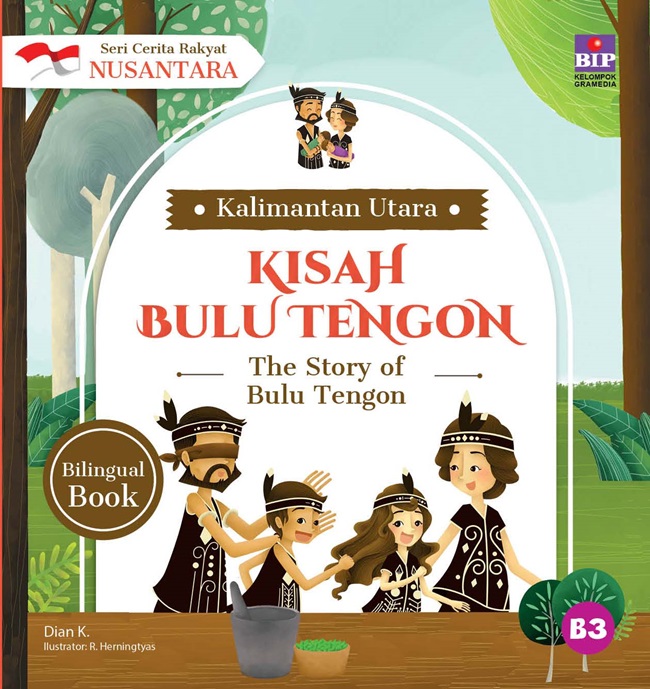 Seri Cerita Rakyat
NUSANTARA
BIP
KELOMPOK
GRAMEDIA
• Kalimantan Utara •
KISAH
BULU TENGON
The Story of
Bulu Tengon
Bilingual
Book
Dian K.
Ilustrator: R. Herningtyas
B3